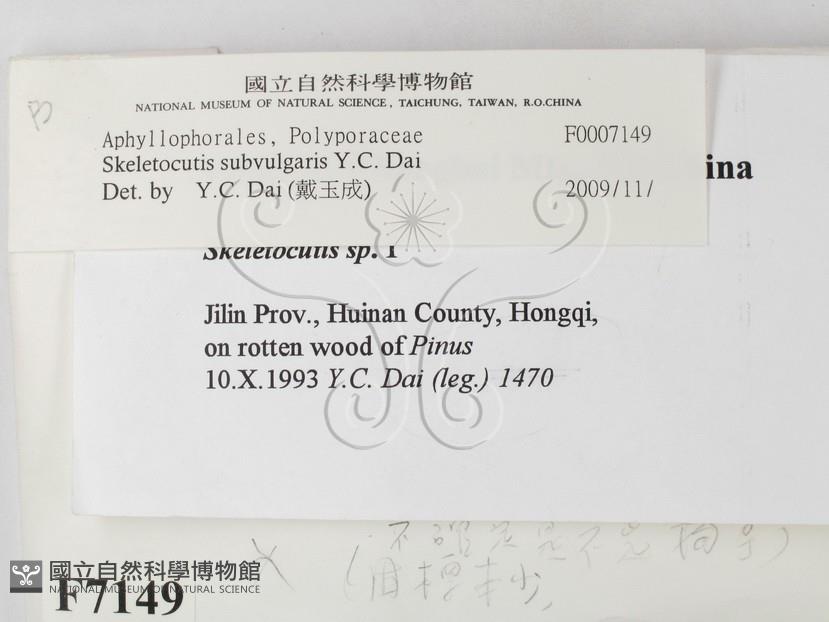 國立自然科學博物館
NATIONAL MUSEUM OF NATURAL SCIENCE, TAICHUNG, TAIWAN, R.O.CHINA
Aphyllophorales, Polyporaceae F0007149
Skeletocutis subvulgaris Y.C. Dai
Det. by Y.C. Dai (戴玉成) 2009/11/
ina
Skeletocutis sp. 1
Jilin Prov., Huinan County, Hongqi,
on rotten wood of Pinus
10.X.1993 Y.C. Dai (leg.) 1470
國立自然科學博物館
NATIONAL MUSEUM OF NATURAL SCIENCE
F7149